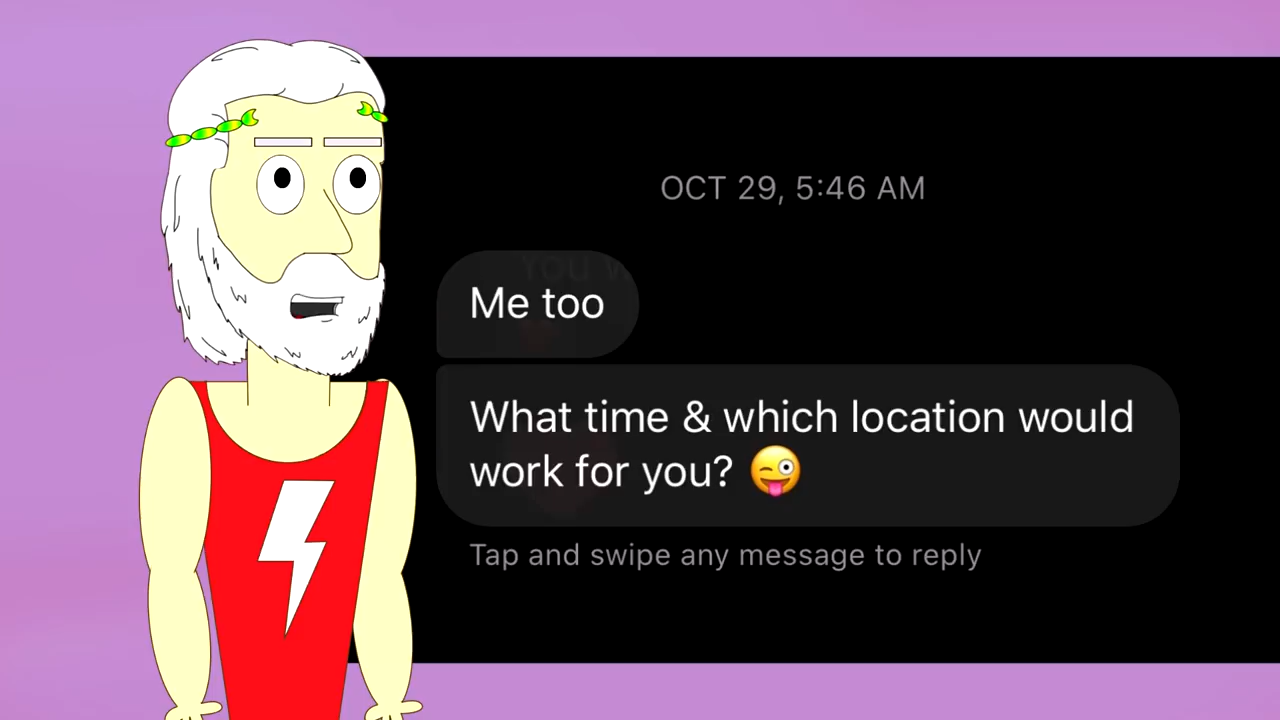 OCT 29, 5:46 AM
Me too
What time & which location would
work for you? 😜
Tap and swipe any message to reply